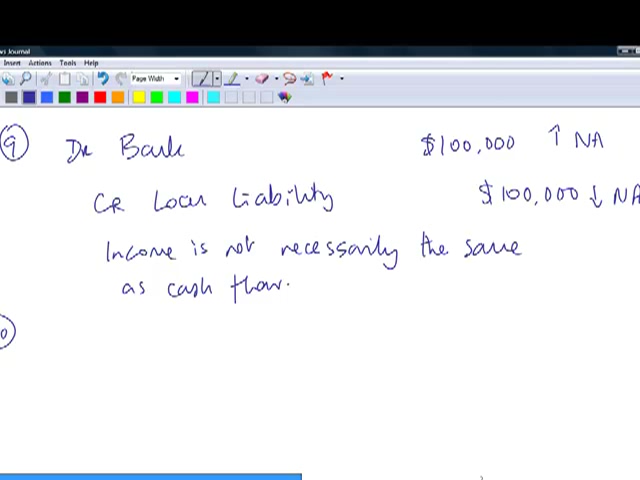 ws Journal
Insert Actions Tools Help
Page Width
9 Dr Bank $100,000 ↑ NA
CR Loan Liability $100,000 ↓ NA
Income is not necessarily the same
as cash flow.
0